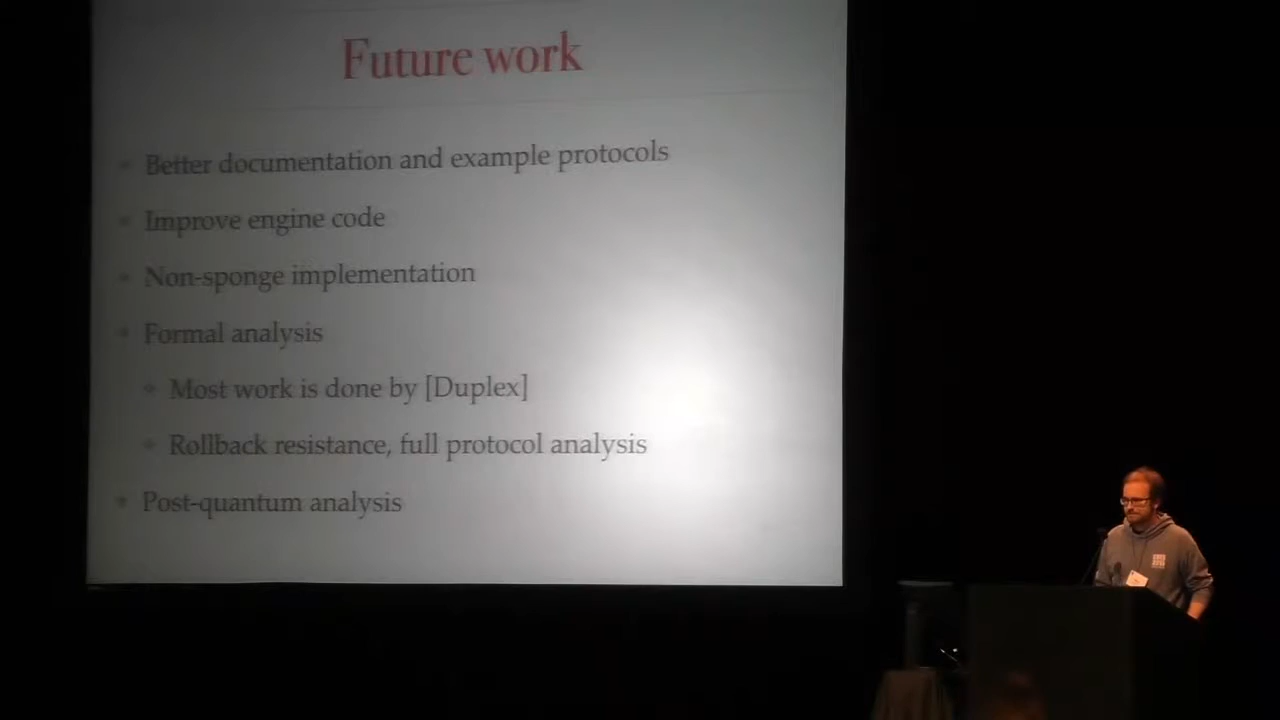 Future work
Better documentation and example protocols
Improve engine code
Non-sponge implementation
Formal analysis
Most work is done by [Duplex]
Rollback resistance, full protocol analysis
Post-quantum analysis